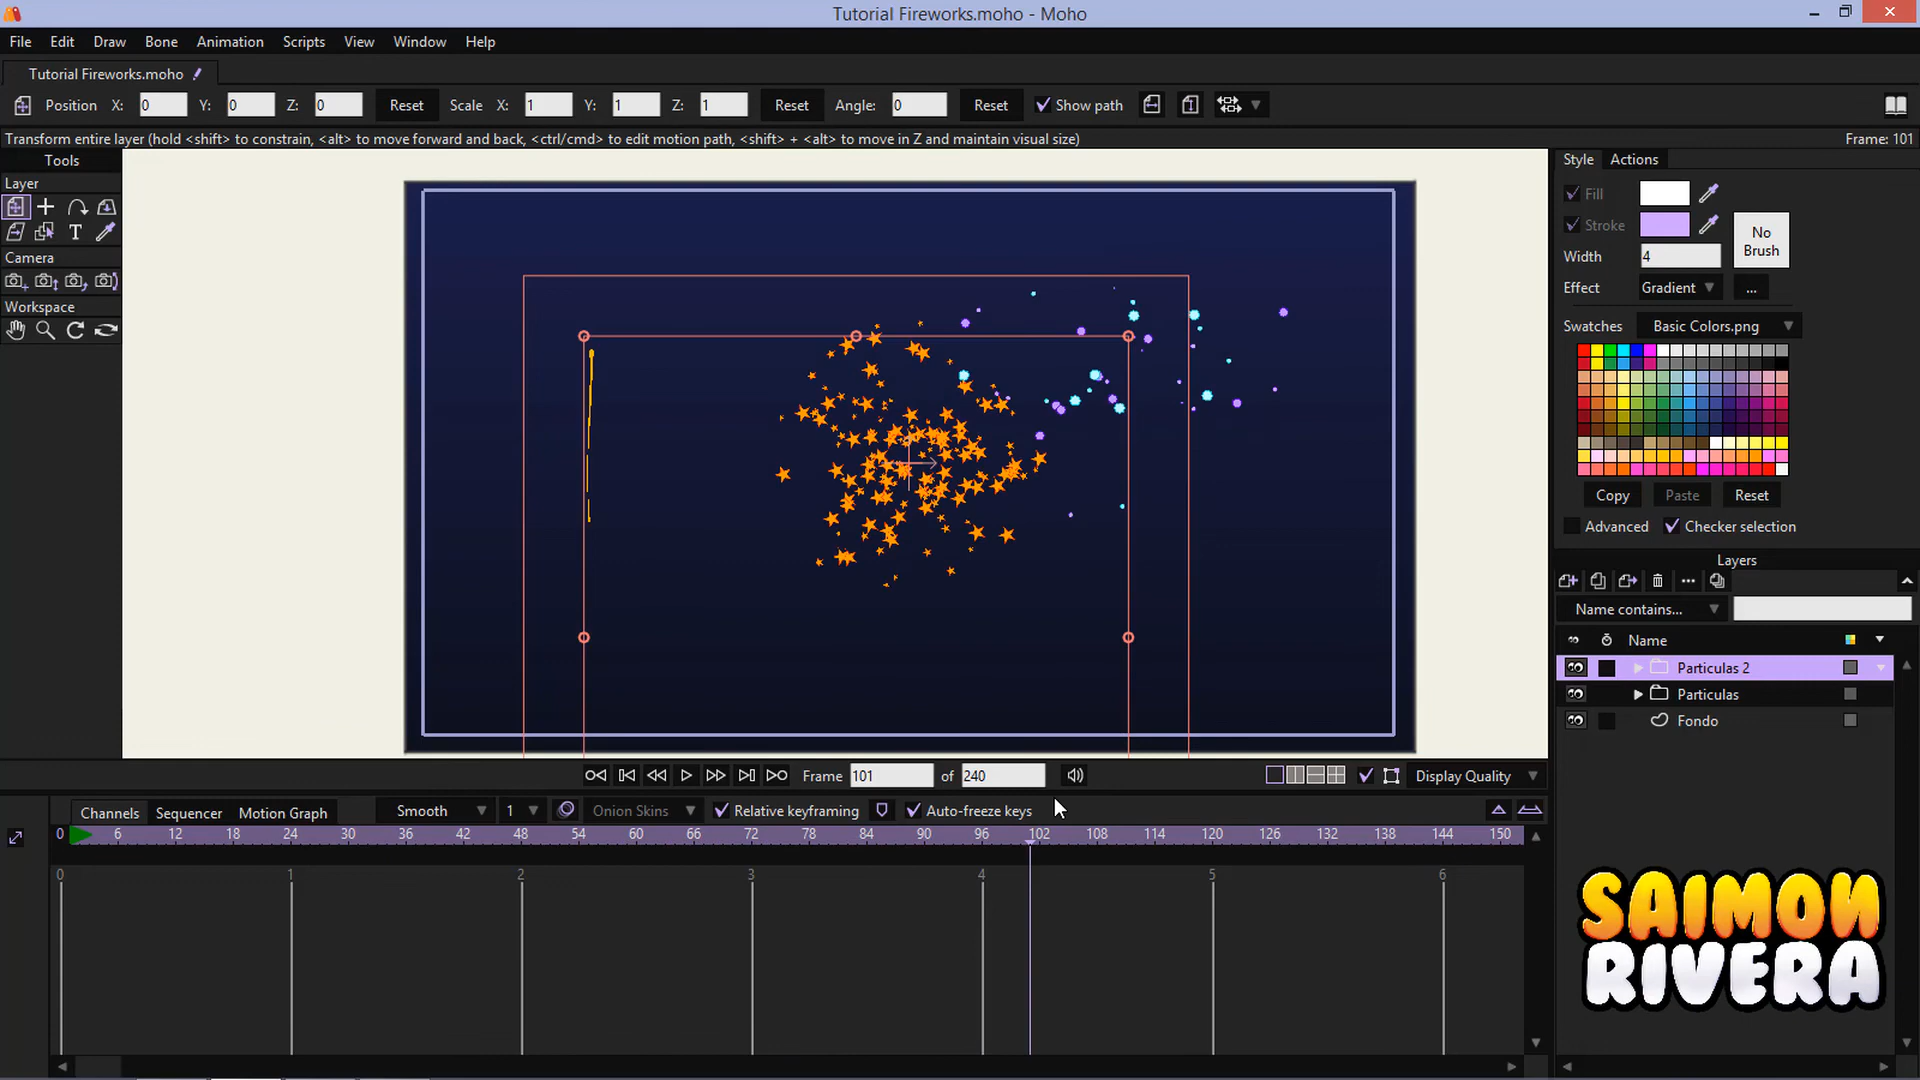 Tutorial Fireworks.moho - Moho
File Edit Draw Bone Animation Scripts View Window Help
Tutorial Fireworks.moho
Position X: 0 Y: 0 Z: 0 Reset Scale X: 1 Y: 1 Z: 1 Reset Angle: 0 Reset Show path
Transform entire layer (hold <shift> to constrain, <alt> to move forward and back, <ctrl/cmd> to edit motion path, <shift> + <alt> to move in Z and maintain visual size) Frame: 101
Tools
Layer
T
Camera
Workspace
Style Actions
Fill
Stroke
No
Brush
Width
4
Effect Gradient ...
Swatches Basic Colors.png
Copy Paste Reset
Advanced Checker selection
Layers
Name contains...
Name
Particulas 2
Particulas
Fondo
Frame 101 of 240 Display Quality
Channels Sequencer Motion Graph Smooth 1 Onion Skins Relative keyframing Auto-freeze keys
0 6 12 18 24 30 36 42 48 54 60 66 72 78 84 90 96 102 108 114 120 126 132 138 144 150
0 1 2 3 4 5 6
SAIMON
RIVERA